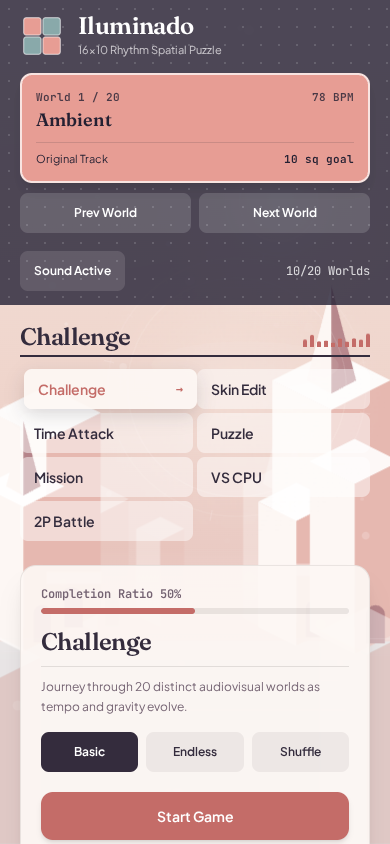 Iluminado
16×10 Rhythm Spatial Puzzle
World 1 / 20
78 BPM
Ambient
Original Track
10 sq goal
Prev World
Next World
Sound Active
10/20 Worlds
Challenge
Challenge →
Skin Edit
Time Attack
Puzzle
Mission
VS CPU
2P Battle
Completion Ratio 50%
Challenge
Journey through 20 distinct audiovisual worlds as
tempo and gravity evolve.
Basic
Endless
Shuffle
Start Game